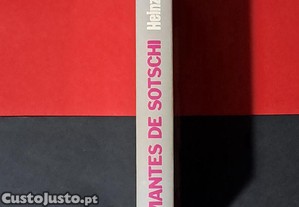 MANTES DE SOTSCHI Heinz
CustoJusto.pt